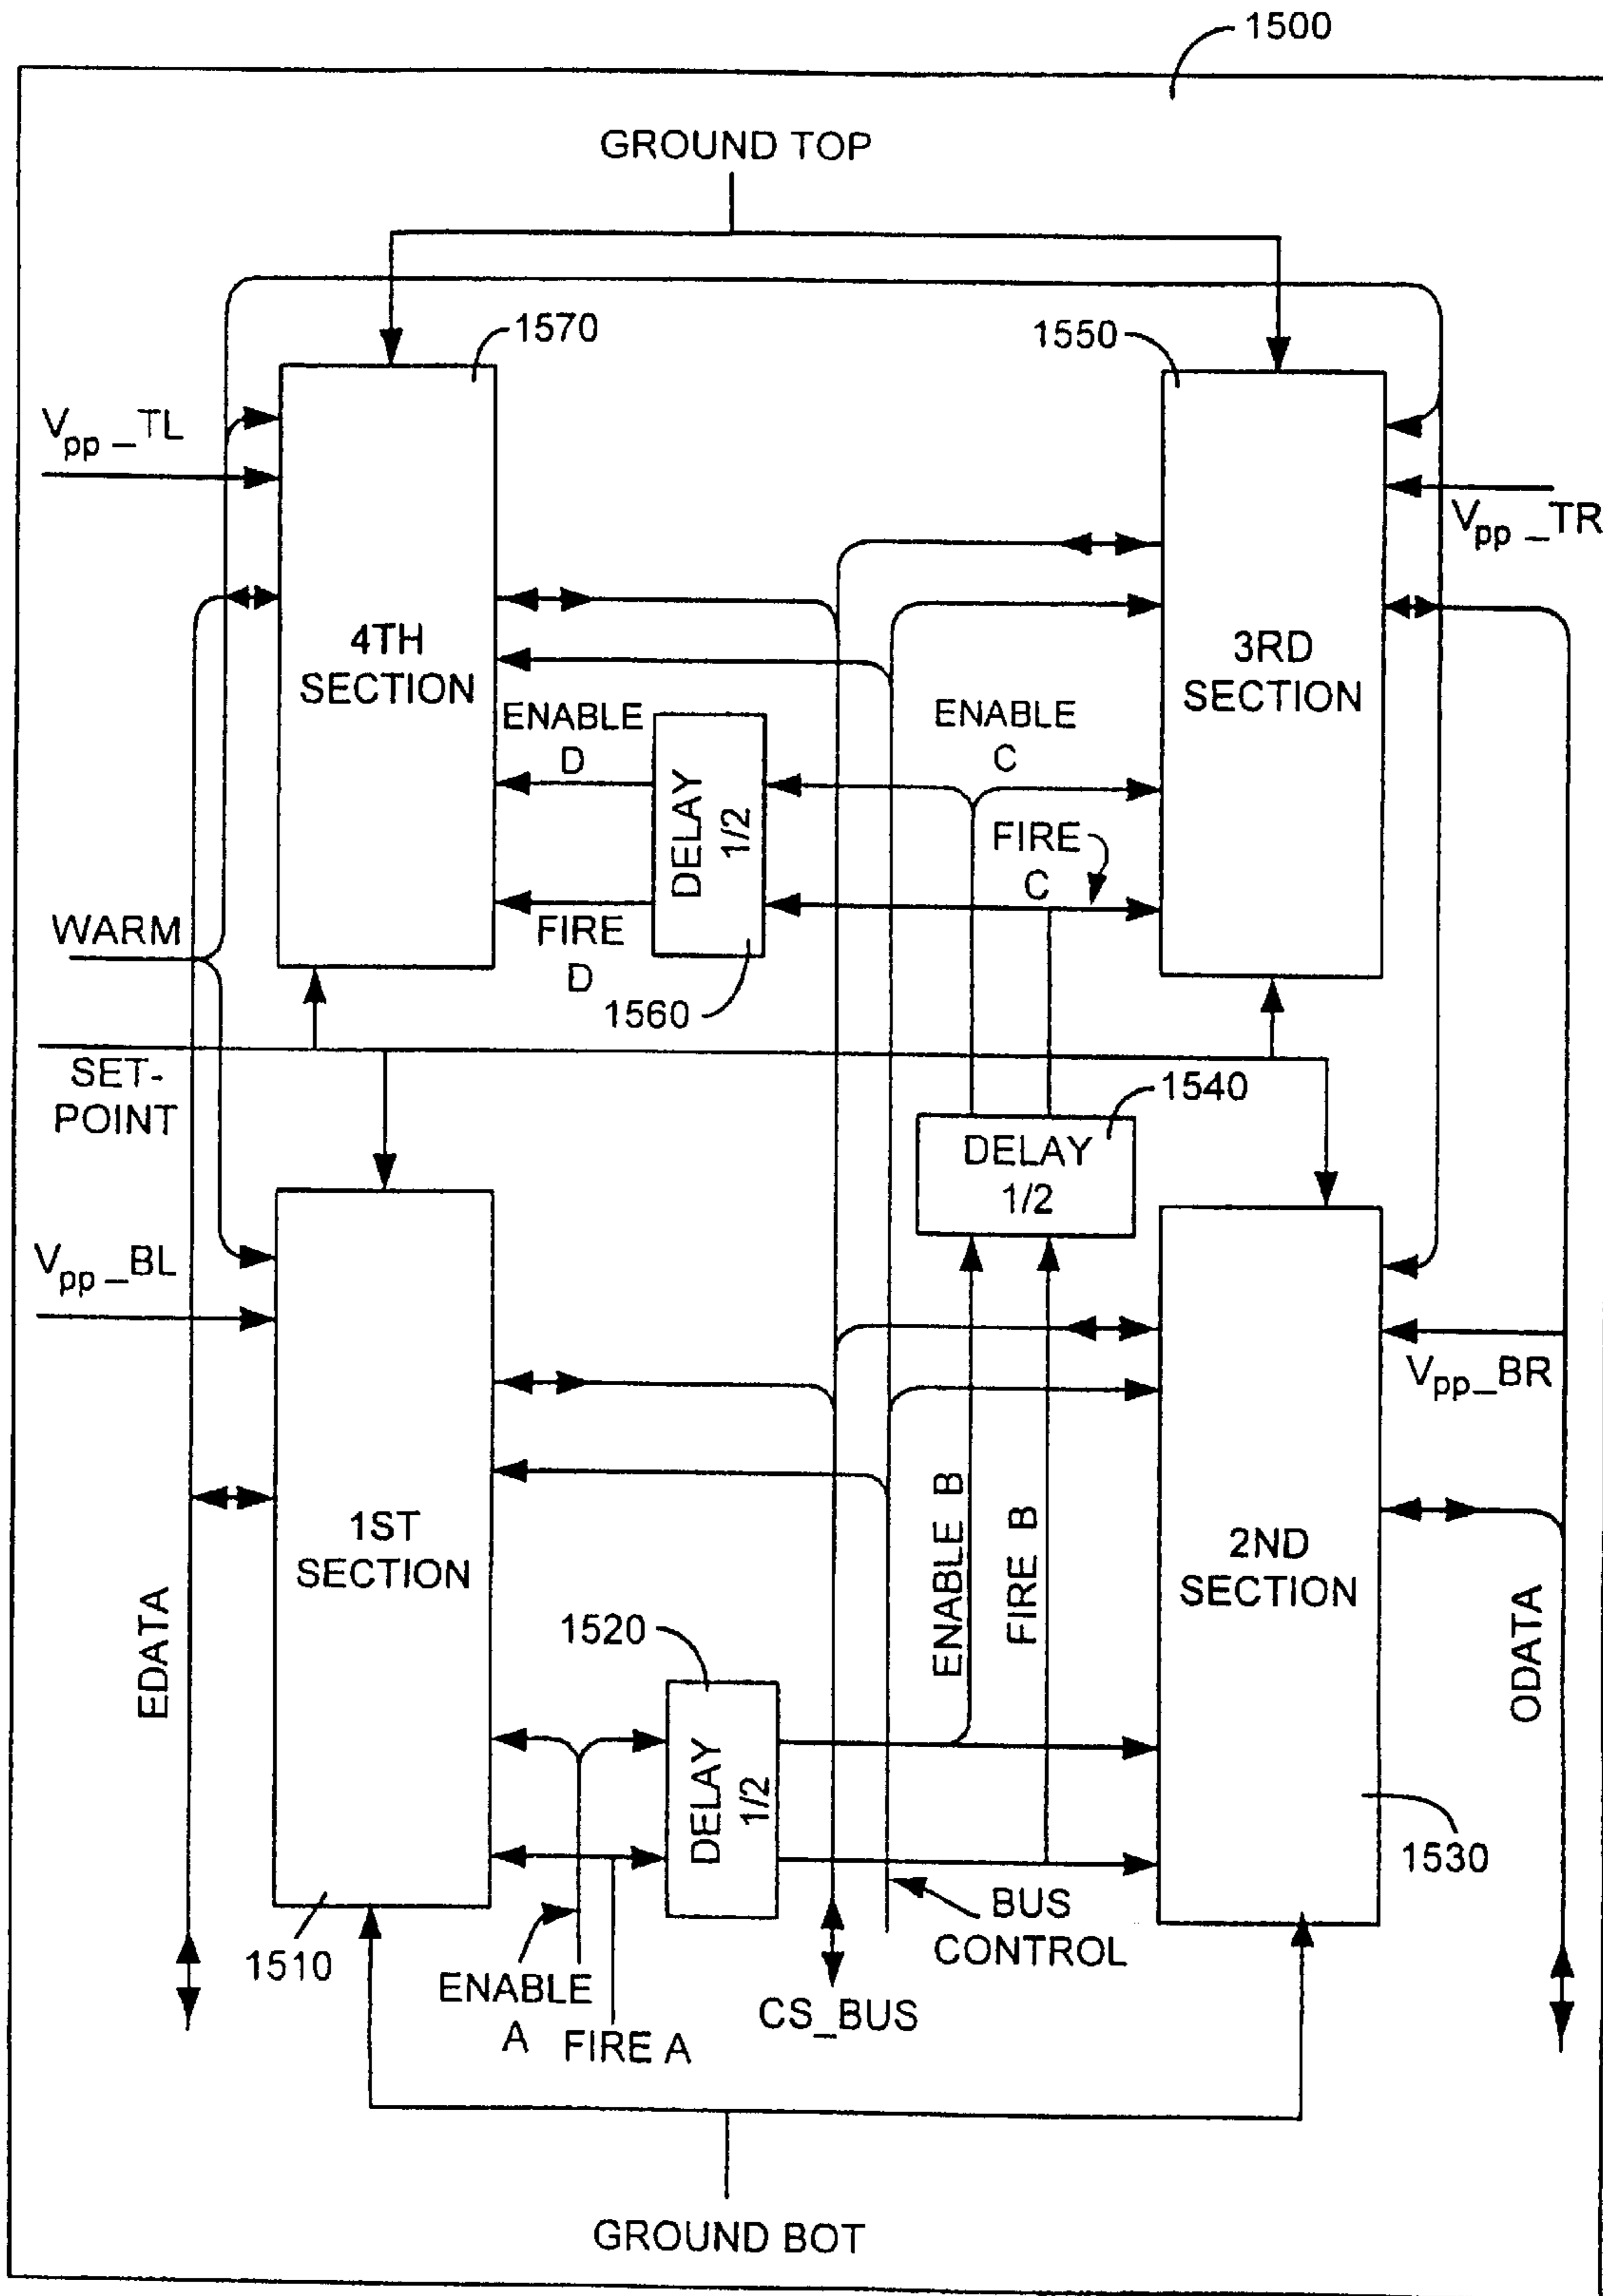 1500
GROUND TOP
1570
1550
Vpp_TL
Vpp_TR
4TH
SECTION
3RD
SECTION
ENABLE
D
DELAY
1/2
ENABLE
C
FIRE
C
FIRE
D
WARM
1560
SET-
POINT
1540
DELAY
1/2
Vpp_BL
Vpp_BR
1ST
SECTION
2ND
SECTION
ENABLE B
FIRE B
EDATA
ODATA
1520
DELAY
1/2
1530
1510
BUS
CONTROL
ENABLE
A
FIRE A
CS_BUS
GROUND BOT